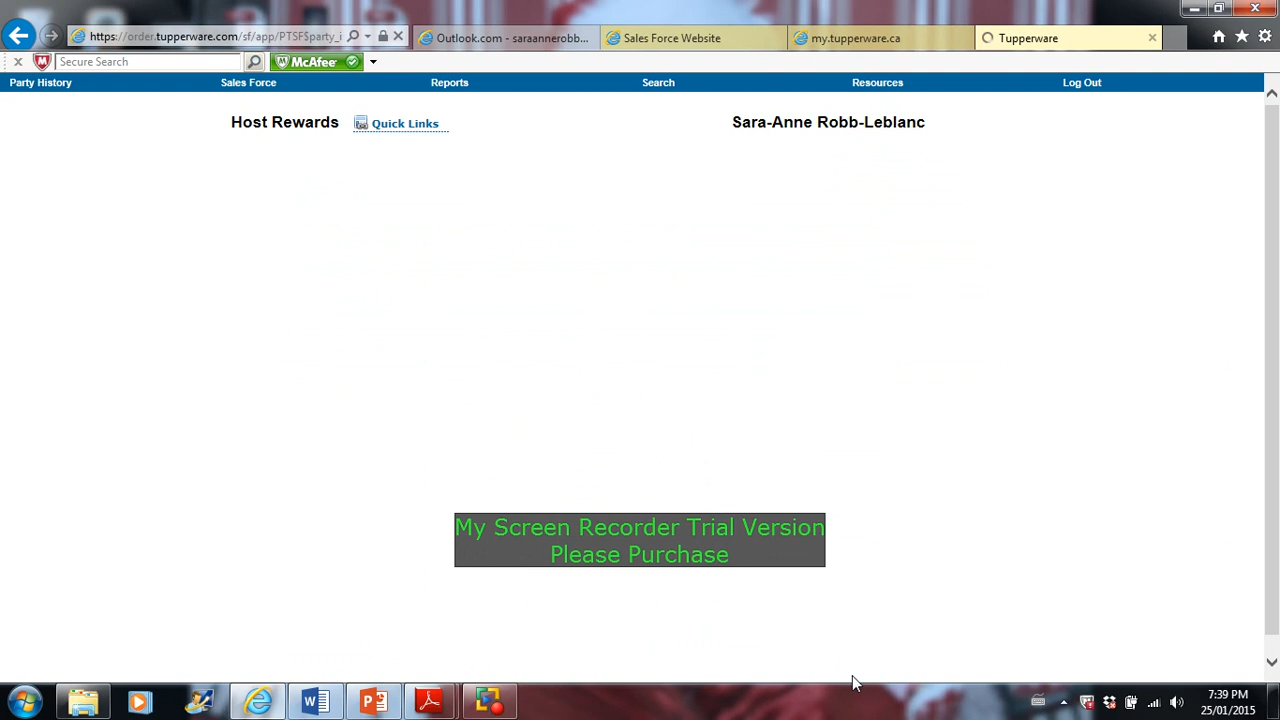 https://order.tupperware.com/sf/app/PTSF$party_i
Outlook.com - saraannerobb...
Sales Force Website
my.tupperware.ca
Tupperware
Secure Search
McAfee
Party History
Sales Force
Reports
Search
Resources
Log Out
Host Rewards
Quick Links
Sara-Anne Robb-Leblanc
My Screen Recorder Trial Version
Please Purchase
7:39 PM
25/01/2015